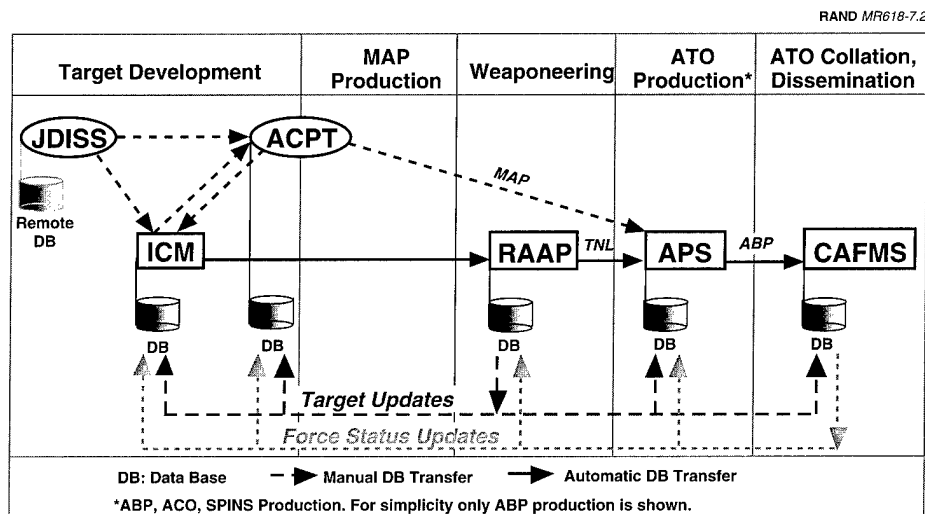 RAND MR618-7.2
Target Development
MAP
Production
Weaponeering
ATO
Production*
ATO Collation,
Dissemination
JDISS
ACPT
MAP
Remote
DB
ICM
RAAP
TNL
APS
ABP
CAFMS
DB
DB
DB
DB
DB
Target Updates
Force Status Updates
DB: Data Base
Manual DB Transfer
Automatic DB Transfer
*ABP, ACO, SPINS Production. For simplicity only ABP production is shown.